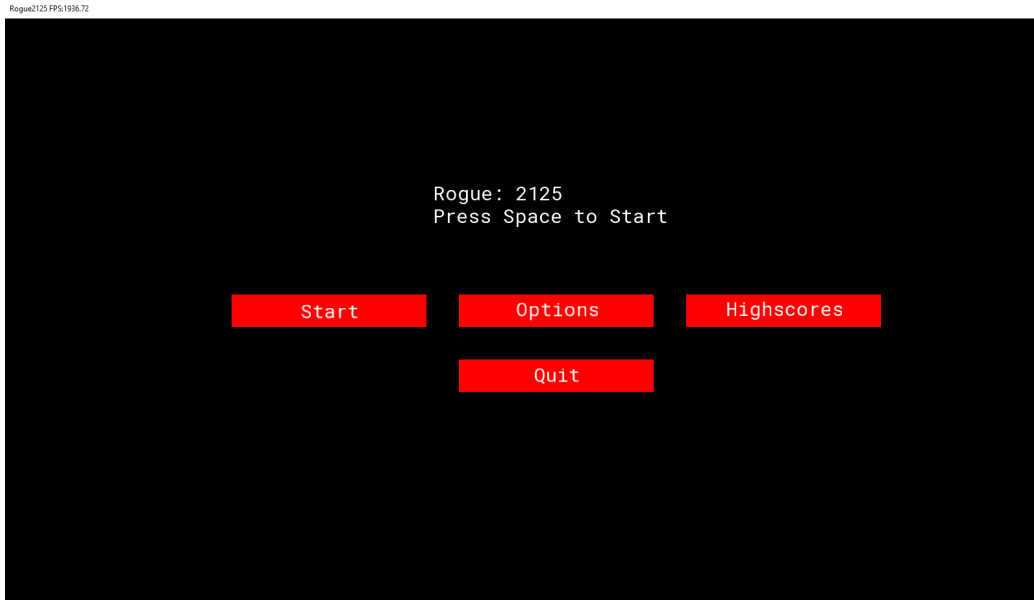 Rogue2125 FPS:1936.72
Rogue: 2125
Press Space to Start
Start
Options
Highscores
Quit